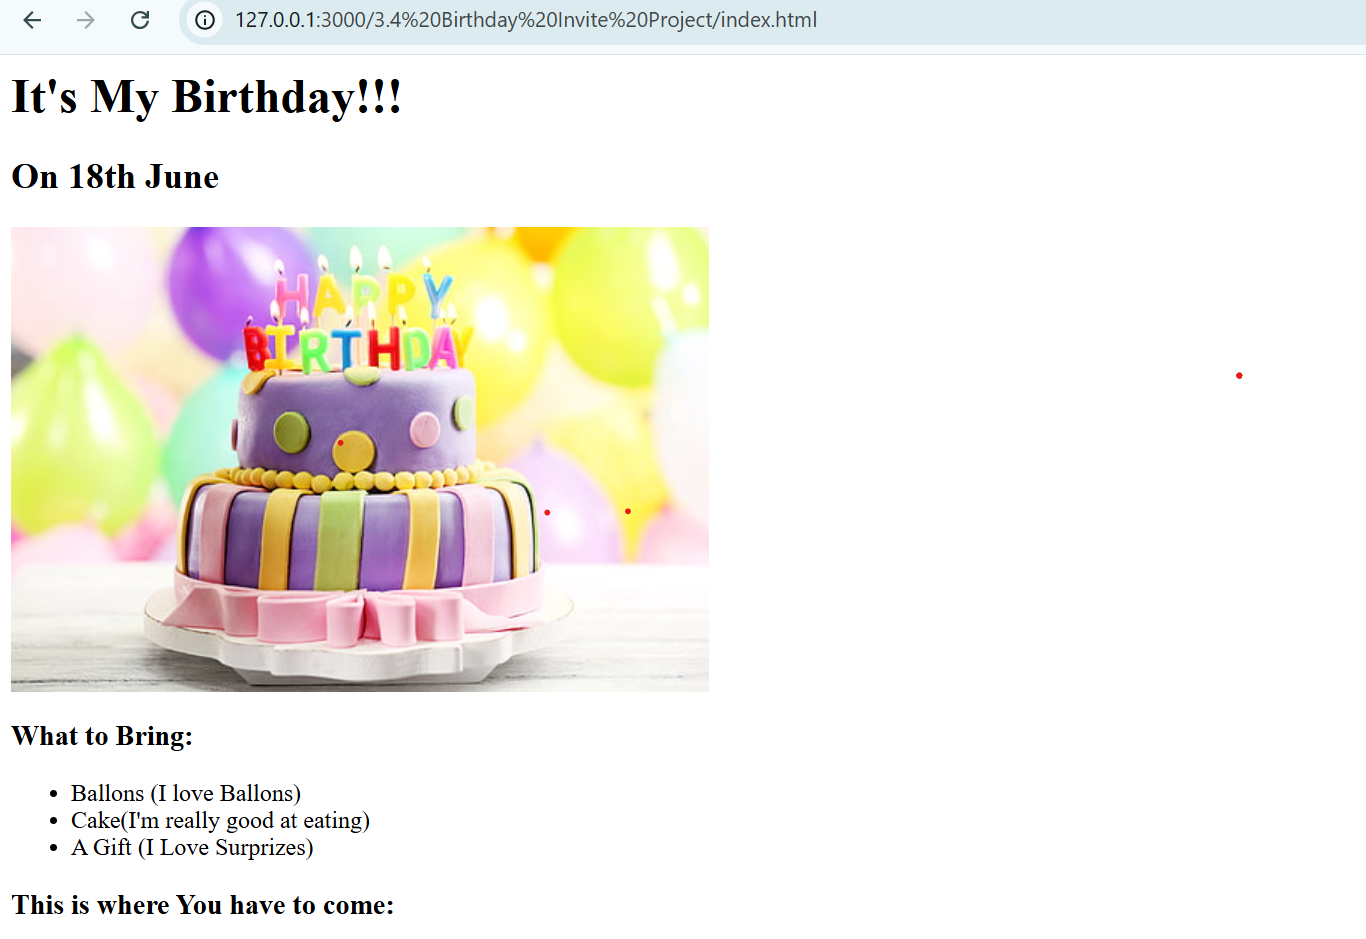 127.0.0.1:3000/3.4%20Birthday%20Invite%20Project/index.html
It's My Birthday!!!
On 18th June
HAPPY
BIRTHDAY
What to Bring:
Ballons (I love Ballons)
Cake(I'm really good at eating)
A Gift (I Love Surprizes)
This is where You have to come: